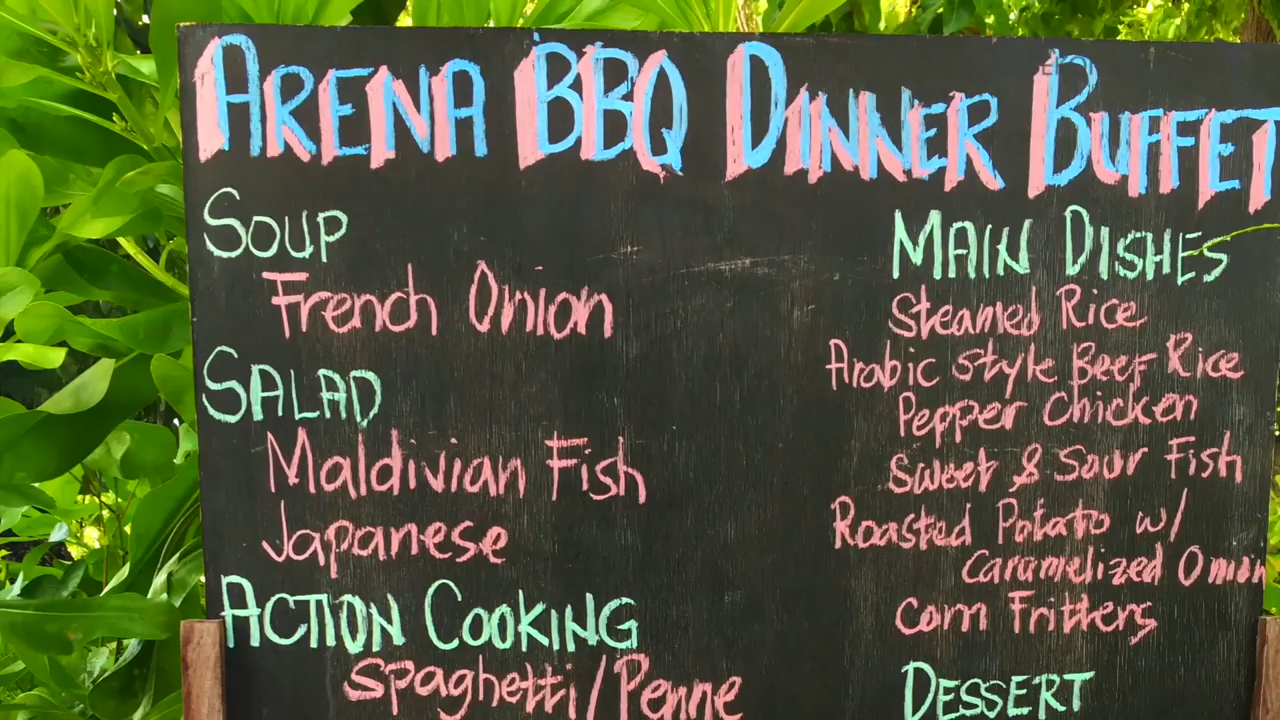 ARENA BBQ DINNER BUFFET
SOUP
French Onion
SALAD
Maldivian Fish
Japanese
ACTION COOKING
Spaghetti/Penne
MAIN DISHES
Steamed Rice
Arabic Style Beef Rice
Pepper Chicken
Sweet & Sour Fish
Roasted Potato w/
Caramelized Onion
Corn Fritters
DESSERT